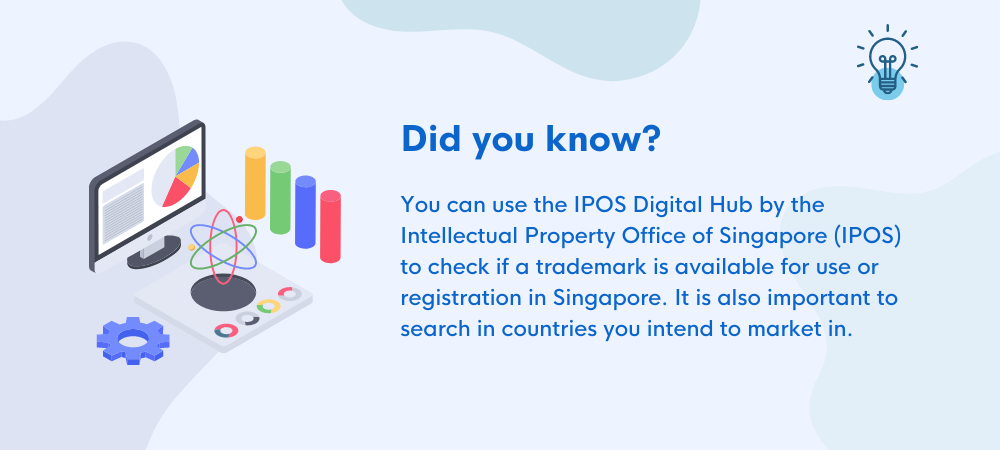 Did you know?
You can use the IPOS Digital Hub by the
Intellectual Property Office of Singapore (IPOS)
to check if a trademark is available for use or
registration in Singapore. It is also important to
search in countries you intend to market in.